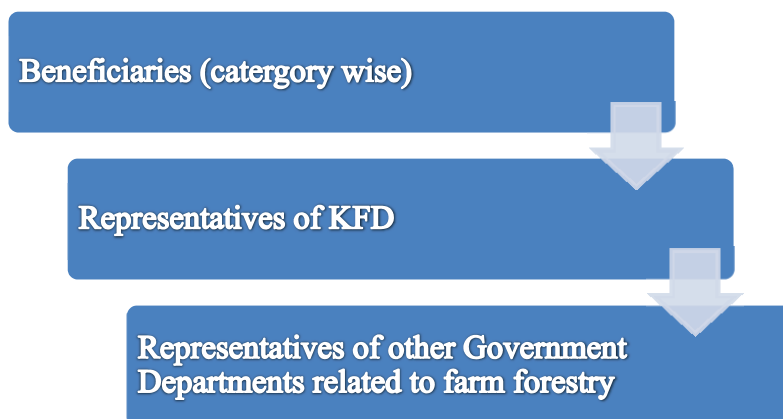 Beneficiaries (catergory wise)
Representatives of KFD
Representatives of other Government
Departments related to farm forestry